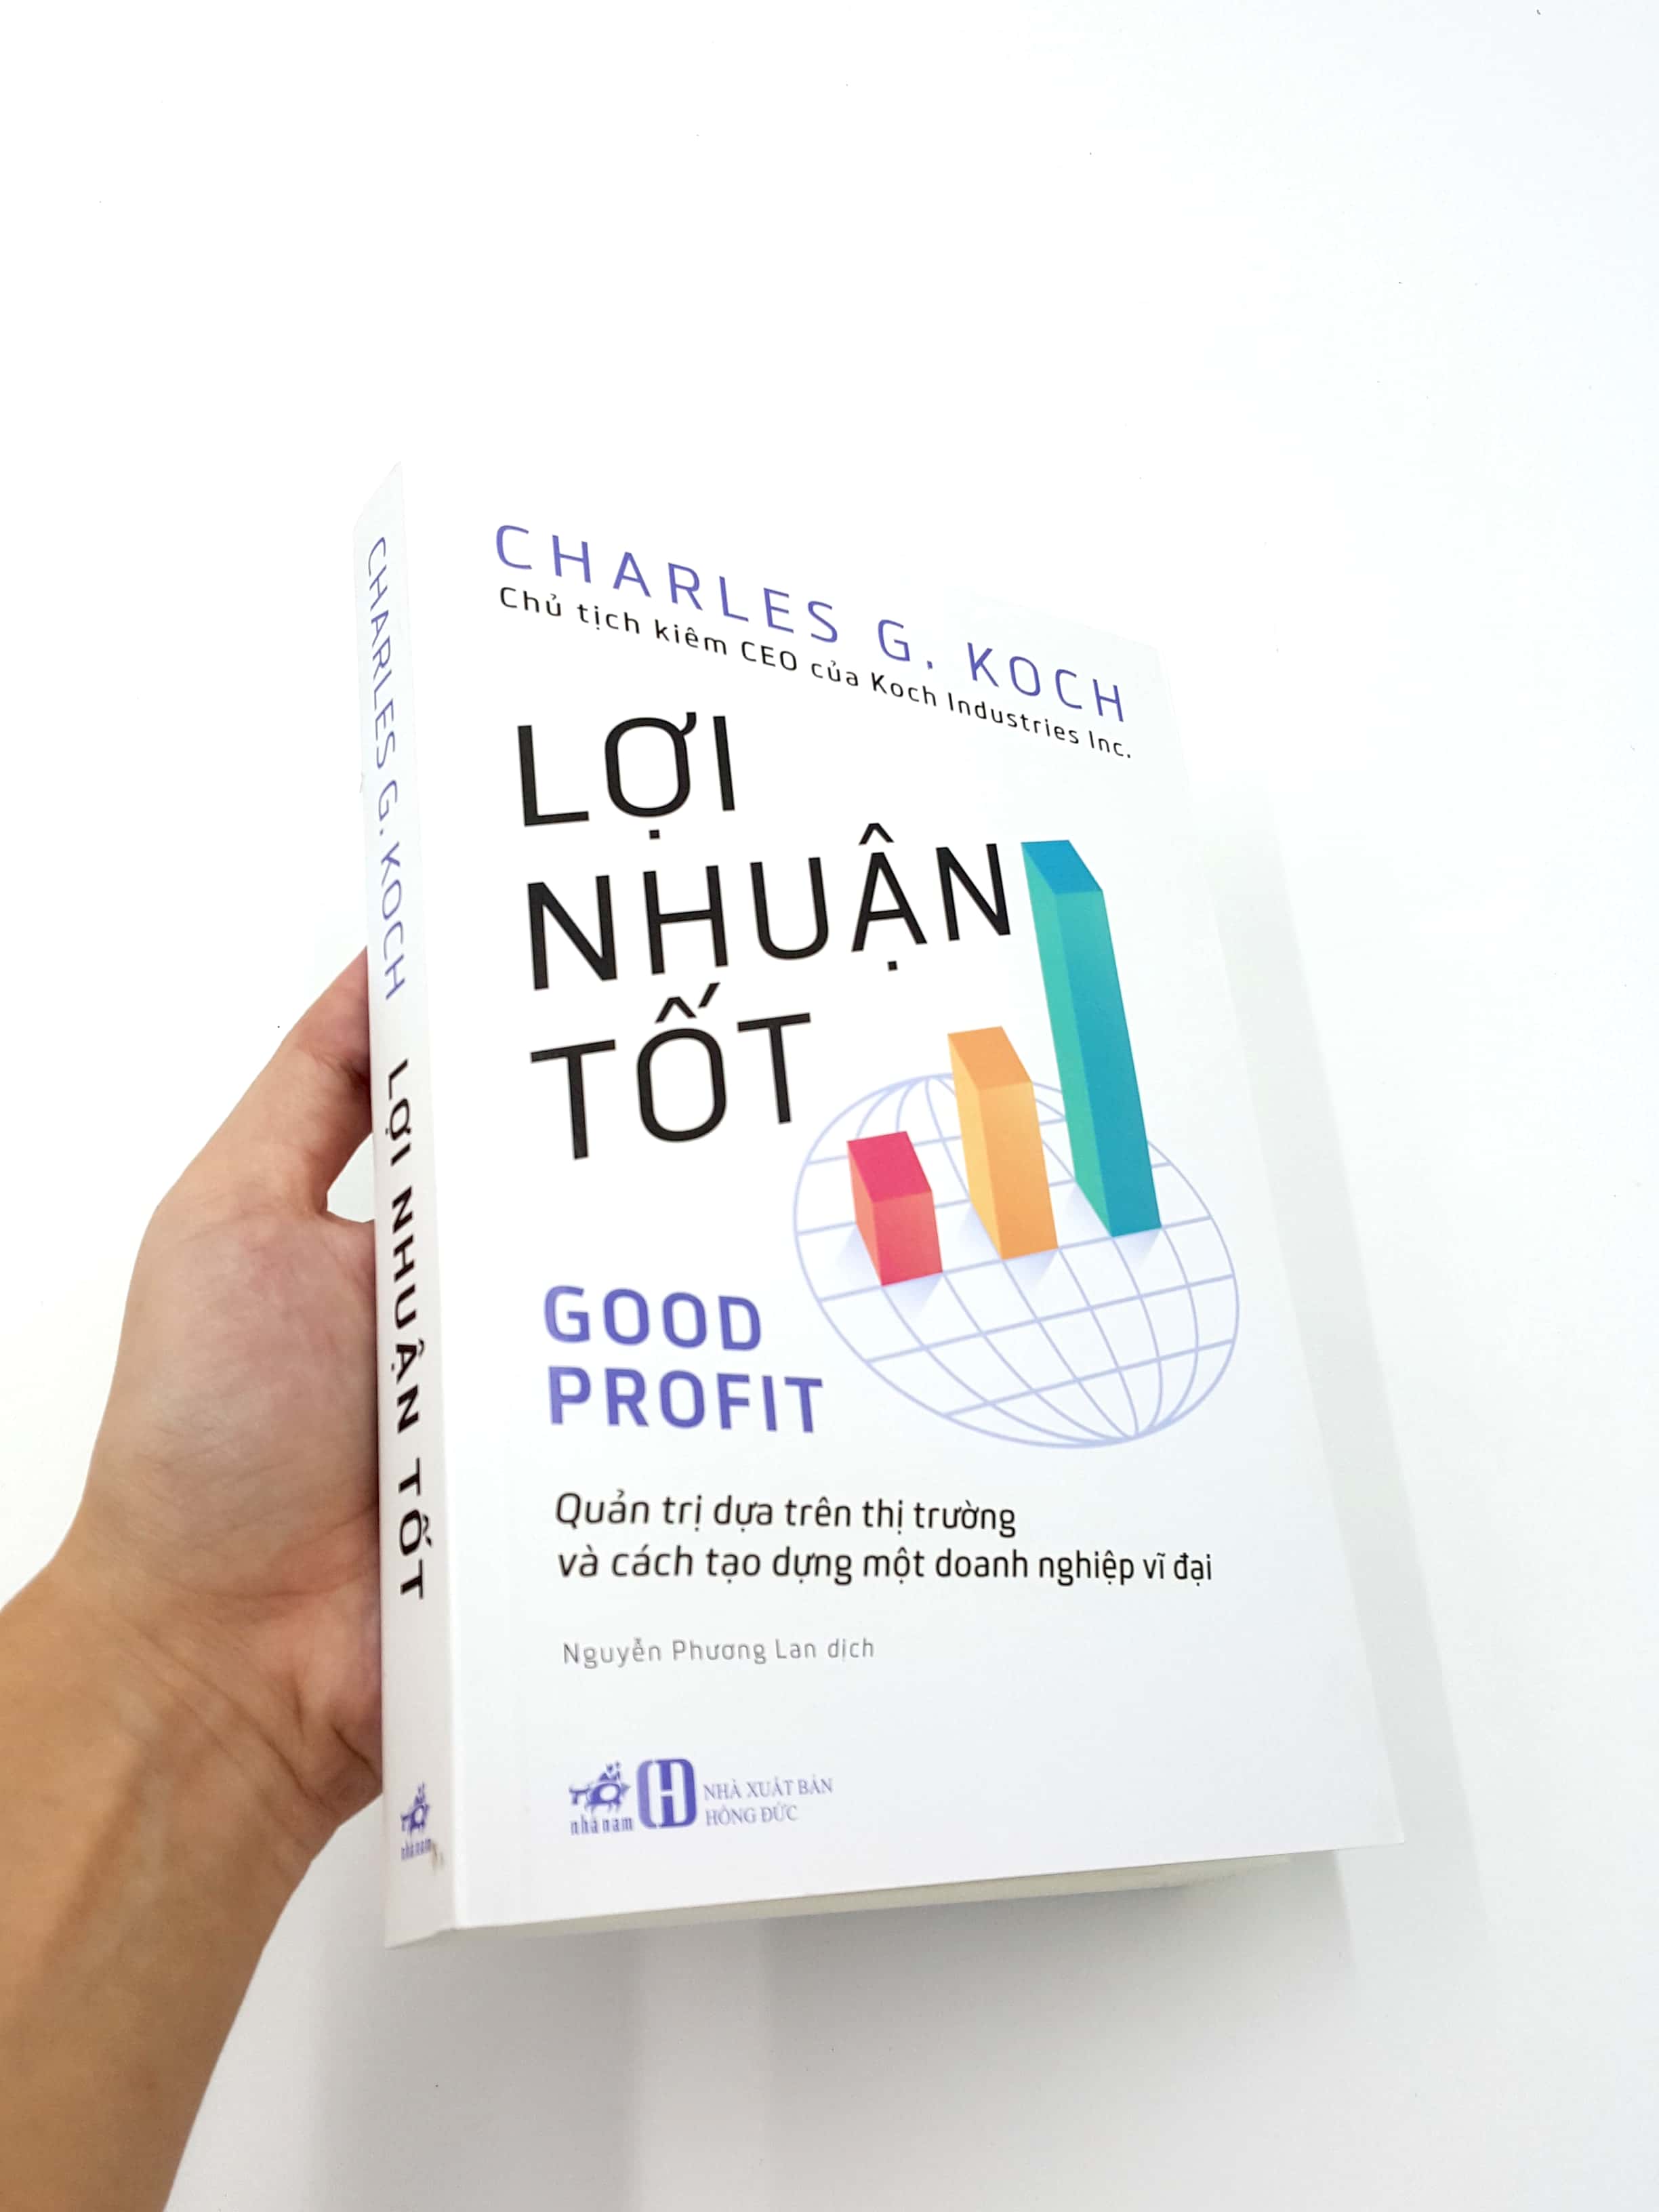 CHARLES G. KOCH
Chủ tịch kiêm CEO của Koch Industries Inc.
LỢI
NHUẬN
TỐT
GOOD
PROFIT
Quản trị dựa trên thị trường
và cách tạo dựng một doanh nghiệp vĩ đại
Nguyễn Phương Lan dịch
nhã nam
NHÀ XUẤT BẢN
HỒNG ĐỨC
CHARLES G. KOCH LỢI NHUẬN TỐT
nhã nam